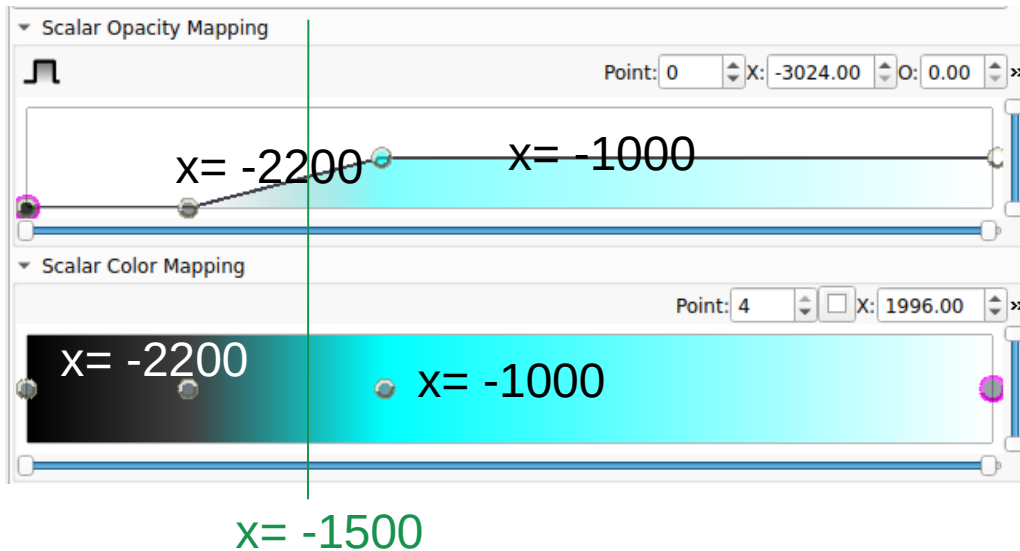 Scalar Opacity Mapping
Point: 0 X: -3024.00 O: 0.00 »
x= -2200 x= -1000
Scalar Color Mapping
Point: 4 X: 1996.00 »
x= -2200 x= -1000
x= -1500